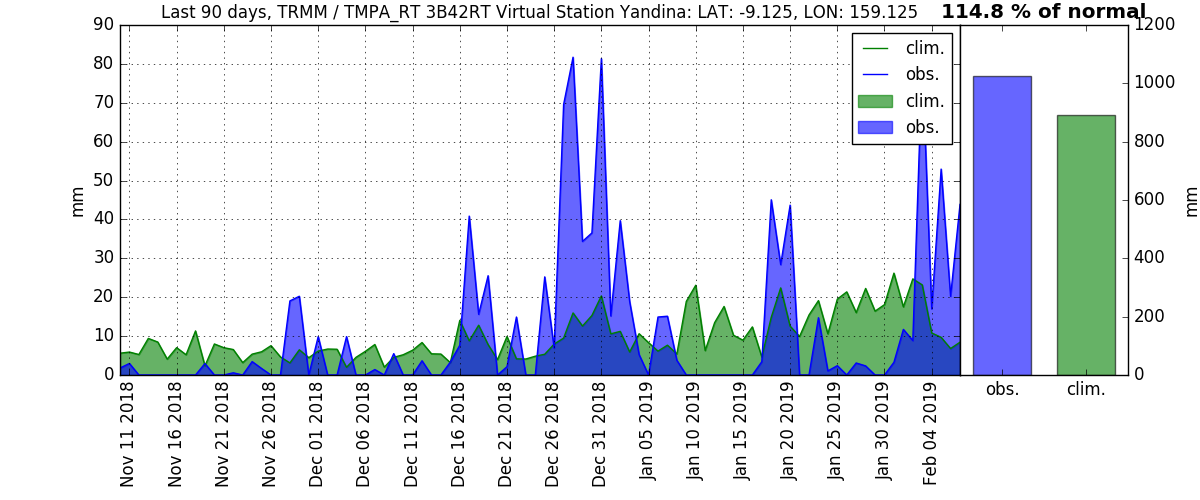 Last 90 days, TRMM / TMPA_RT 3B42RT Virtual Station Yandina: LAT: -9.125, LON: 159.125
114.8 % of normal
90
80
70
60
50
40
30
20
10
0
mm
clim.
obs.
clim.
obs.
1200
1000
800
600
400
200
0
mm
obs.
clim.
Nov 11 2018
Nov 16 2018
Nov 21 2018
Nov 26 2018
Dec 01 2018
Dec 06 2018
Dec 11 2018
Dec 16 2018
Dec 21 2018
Dec 26 2018
Dec 31 2018
Jan 05 2019
Jan 10 2019
Jan 15 2019
Jan 20 2019
Jan 25 2019
Jan 30 2019
Feb 04 2019